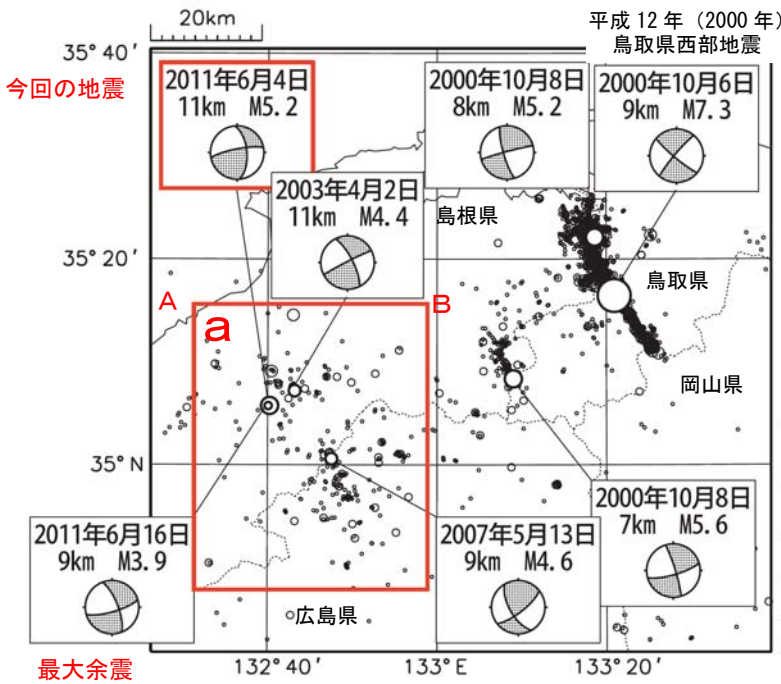 20km
平成 12 年（2000 年）
鳥取県西部地震
35°40′
今回の地震
2011年6月4日
11km M5.2
2000年10月8日
8km M5.2
2000年10月6日
9km M7.3
2003年4月2日
11km M4.4
島根県
35°20′
鳥取県
A
a
B
岡山県
35°N
2011年6月16日
9km M3.9
2007年5月13日
9km M4.6
2000年10月8日
7km M5.6
広島県
最大余震
132°40′
133°E
133°20′